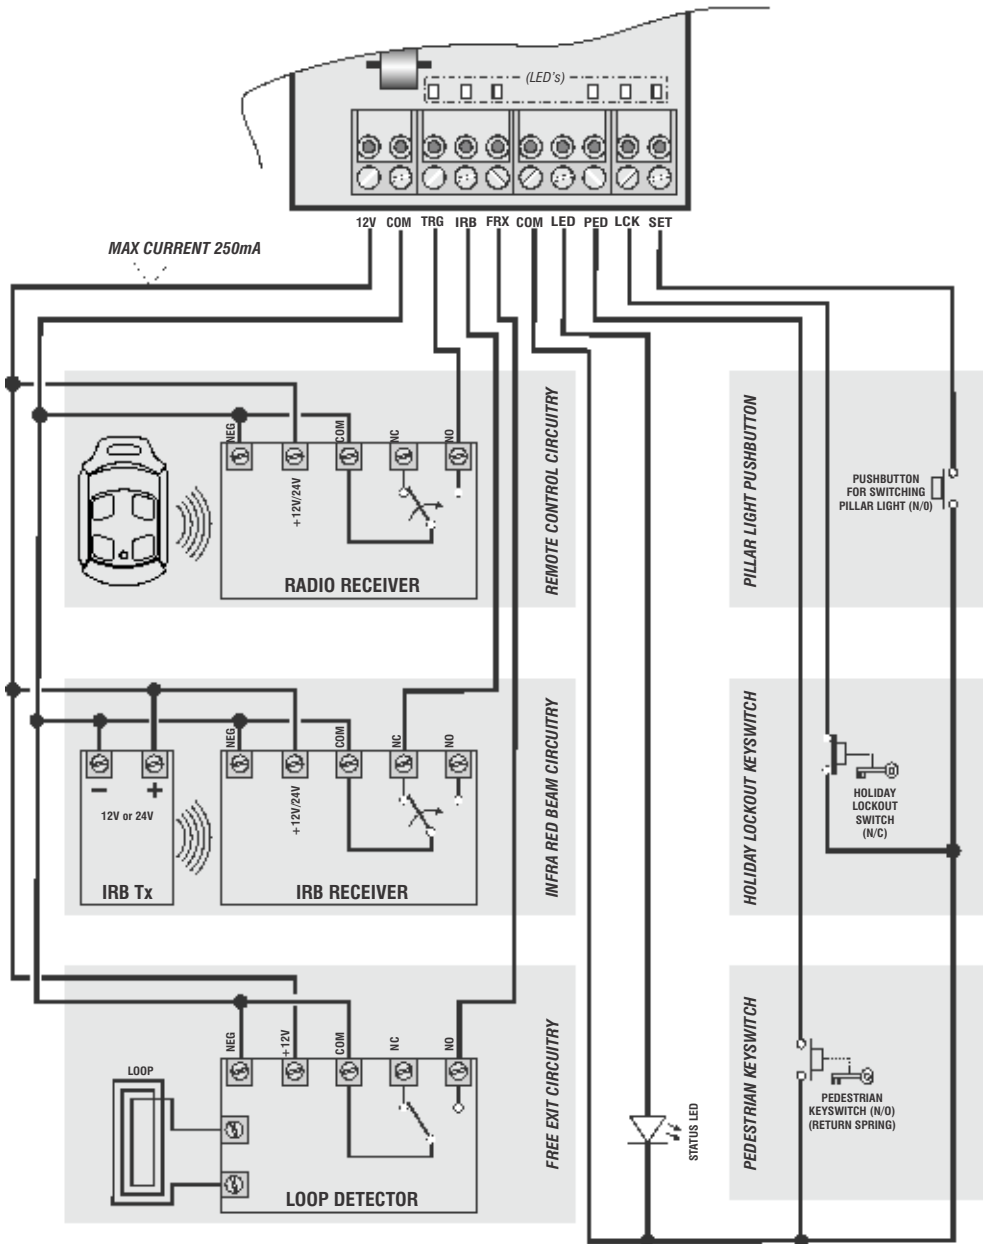 (LED's)
12V COM TRG IRB FRX COM LED PED LCK SET
MAX CURRENT 250mA
NEG
+12V/24V
COM
NC
NO
RADIO RECEIVER
REMOTE CONTROL CIRCUITRY
PILLAR LIGHT PUSHBUTTON
PUSHBUTTON
FOR SWITCHING
PILLAR LIGHT (N/0)
12V or 24V
IRB Tx
NEG
+12V/24V
COM
NC
NO
IRB RECEIVER
INFRA RED BEAM CIRCUITRY
HOLIDAY LOCKOUT KEYSWITCH
HOLIDAY
LOCKOUT
SWITCH
(N/C)
LOOP
NEG
+12V
COM
NC
NO
LOOP DETECTOR
FREE EXIT CIRCUITRY
STATUS LED
PEDESTRIAN KEYSWITCH
PEDESTRIAN
KEYSWITCH (N/O)
(RETURN SPRING)